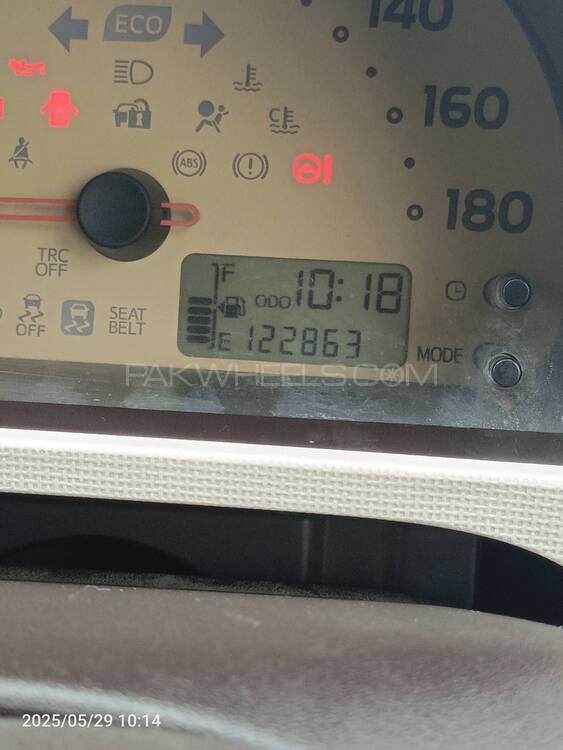 140
ECO
160
C
ABS
180
TRC
OFF
F
ODO 10:18
OFF
SEAT
BELT
E 122863
MODE
PAKWHEELS.COM
2025/05/29 10:14